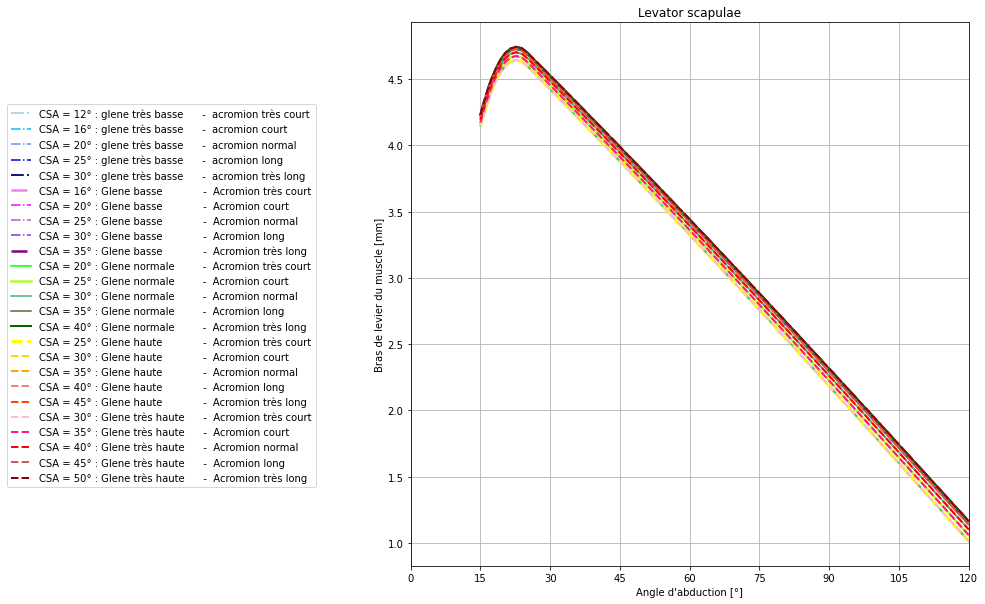 Levator scapulae
CSA = 12° : glene très basse - acromion très court
CSA = 16° : glene très basse - acromion court
CSA = 20° : glene très basse - acromion normal
CSA = 25° : glene très basse - acromion long
CSA = 30° : glene très basse - acromion très long
CSA = 16° : Glene basse - Acromion très court
CSA = 20° : Glene basse - Acromion court
CSA = 25° : Glene basse - Acromion normal
CSA = 30° : Glene basse - Acromion long
CSA = 35° : Glene basse - Acromion très long
CSA = 20° : Glene normale - Acromion très court
CSA = 25° : Glene normale - Acromion court
CSA = 30° : Glene normale - Acromion normal
CSA = 35° : Glene normale - Acromion long
CSA = 40° : Glene normale - Acromion très long
CSA = 25° : Glene haute - Acromion très court
CSA = 30° : Glene haute - Acromion court
CSA = 35° : Glene haute - Acromion normal
CSA = 40° : Glene haute - Acromion long
CSA = 45° : Glene haute - Acromion très long
CSA = 30° : Glene très haute - Acromion très court
CSA = 35° : Glene très haute - Acromion court
CSA = 40° : Glene très haute - Acromion normal
CSA = 45° : Glene très haute - Acromion long
CSA = 50° : Glene très haute - Acromion très long
Bras de levier du muscle [mm]
4.5
4.0
3.5
3.0
2.5
2.0
1.5
1.0
0 15 30 45 60 75 90 105 120
Angle d'abduction [°]